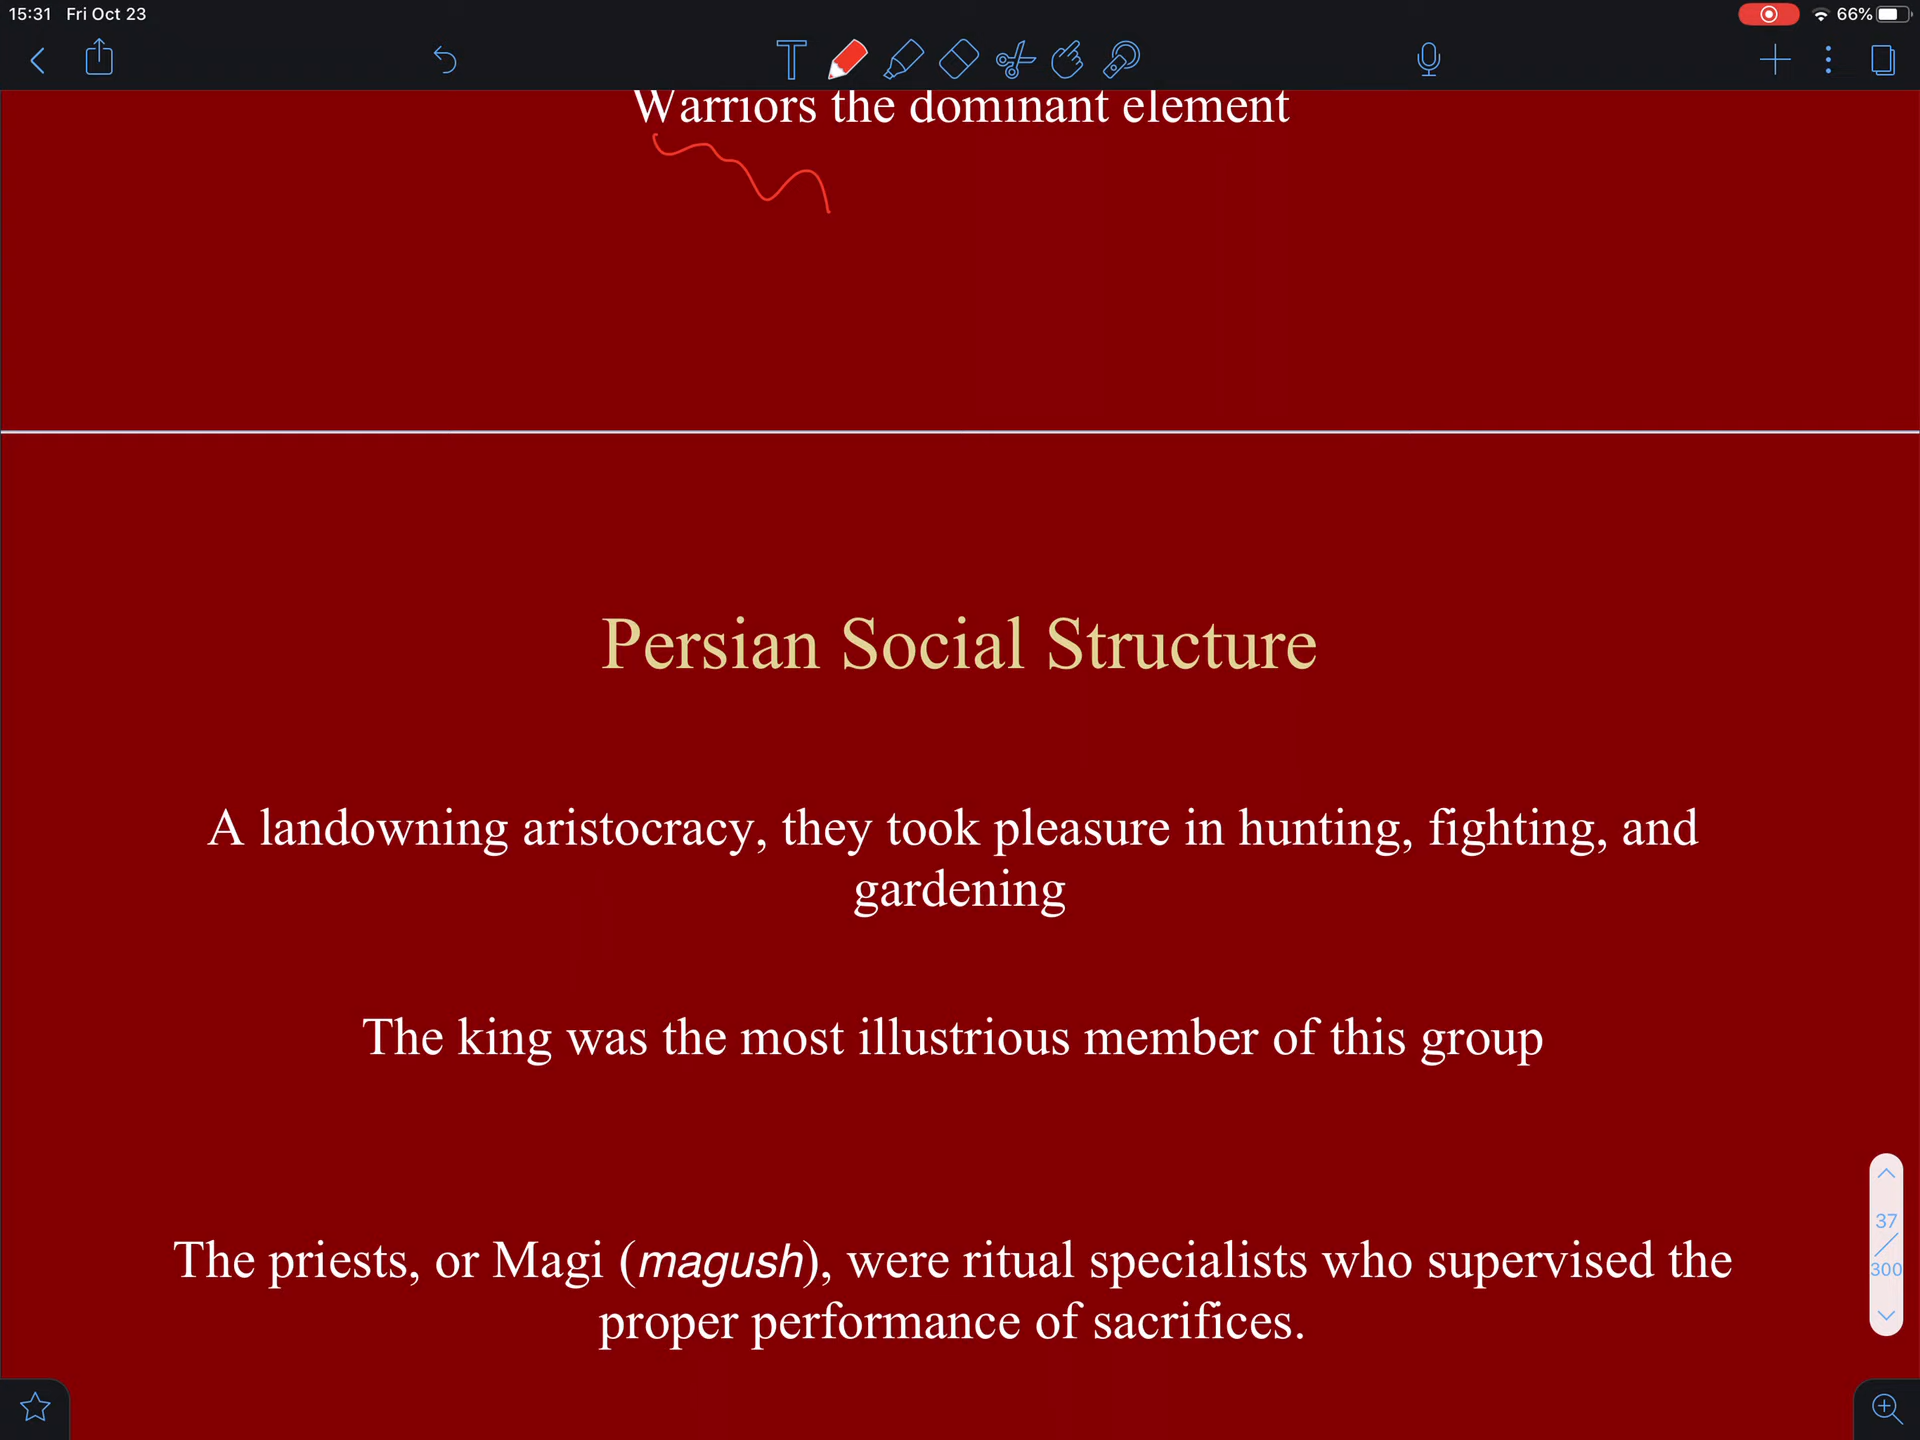 15:31 Fri Oct 23
66%
T
Warriors the dominant element
Persian Social Structure
A landowning aristocracy, they took pleasure in hunting, fighting, and
gardening
The king was the most illustrious member of this group
The priests, or Magi (magush), were ritual specialists who supervised the
proper performance of sacrifices.
37
/
300